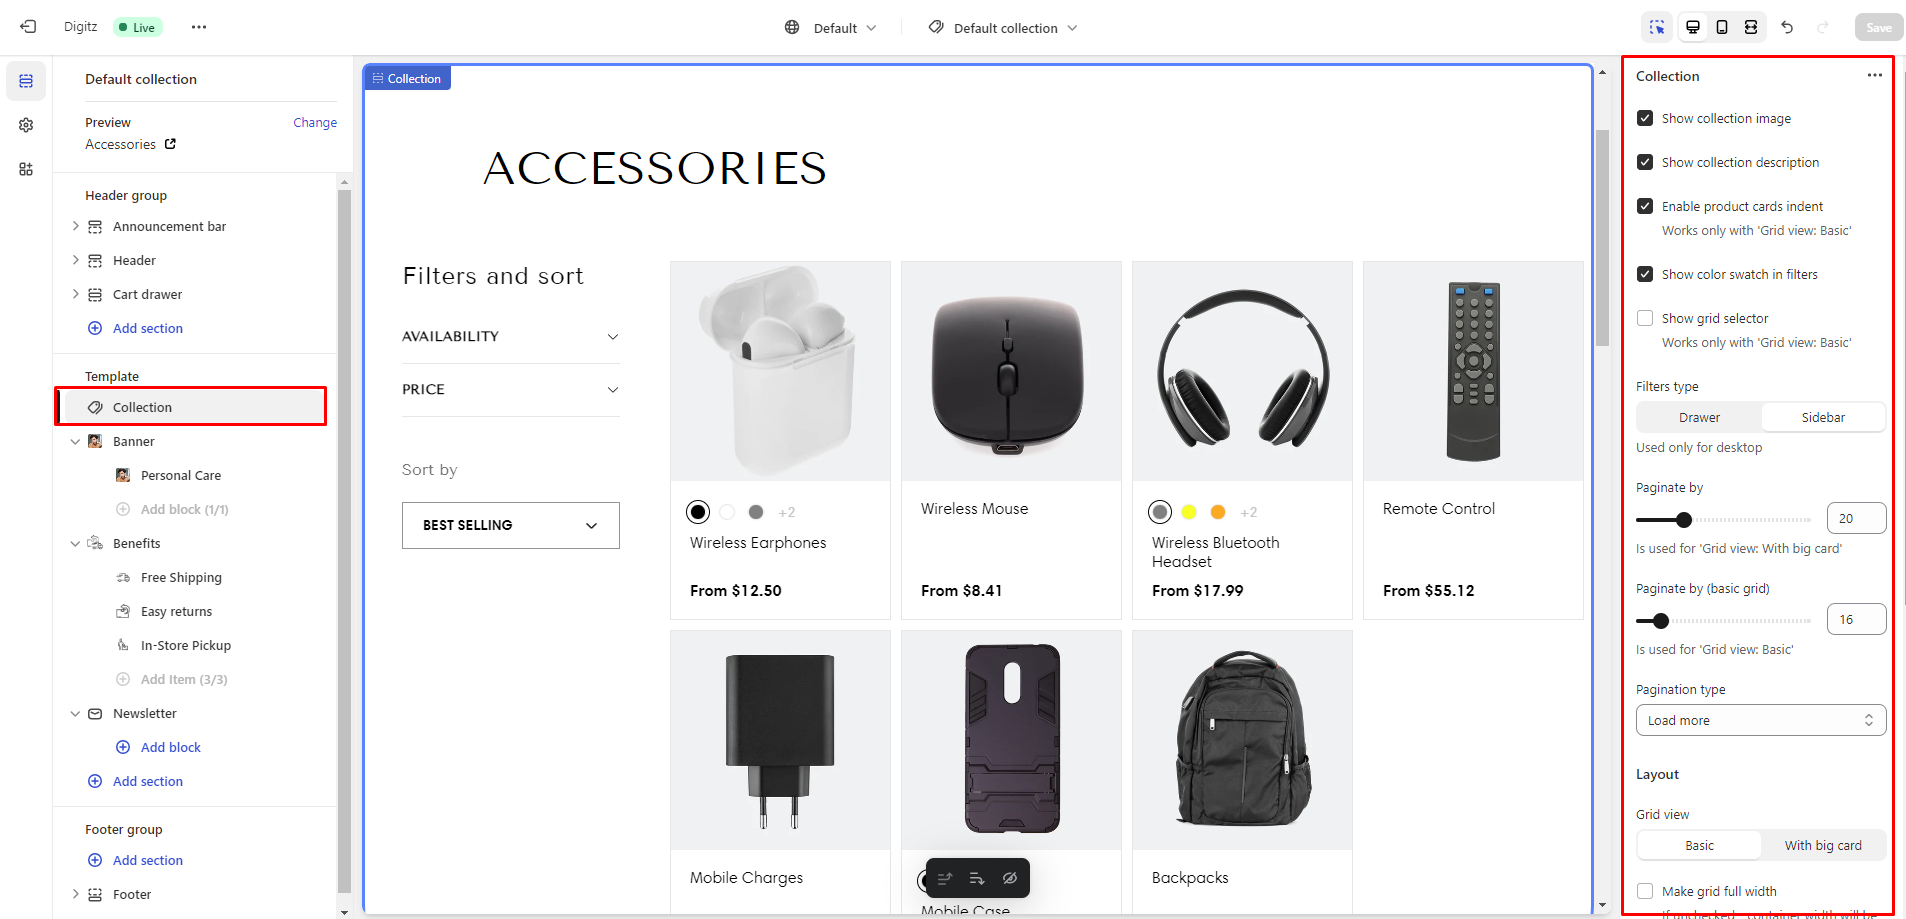 Digitz
Live
Default
Default collection
Save
Default collection
Preview
Change
Accessories
Header group
Announcement bar
Header
Cart drawer
Add section
Template
Collection
Banner
Personal Care
Add block (1/1)
Benefits
Free Shipping
Easy returns
In-Store Pickup
Add Item (3/3)
Newsletter
Add block
Add section
Footer group
Add section
Footer
Collection
ACCESSORIES
Filters and sort
AVAILABILITY
PRICE
Sort by
BEST SELLING
+2
Wireless Earphones
From $12.50
Wireless Mouse
From $8.41
+2
Wireless Bluetooth
Headset
From $17.99
Remote Control
From $55.12
Mobile Charges
Mobile Case
Backpacks
Collection
Show collection image
Show collection description
Enable product cards indent
Works only with 'Grid view: Basic'
Show color swatch in filters
Show grid selector
Works only with 'Grid view: Basic'
Filters type
Drawer
Sidebar
Used only for desktop
Paginate by
20
Is used for 'Grid view: With big card'
Paginate by (basic grid)
16
Is used for 'Grid view: Basic'
Pagination type
Load more
Layout
Grid view
Basic
With big card
Make grid full width
If unchecked - container width will be